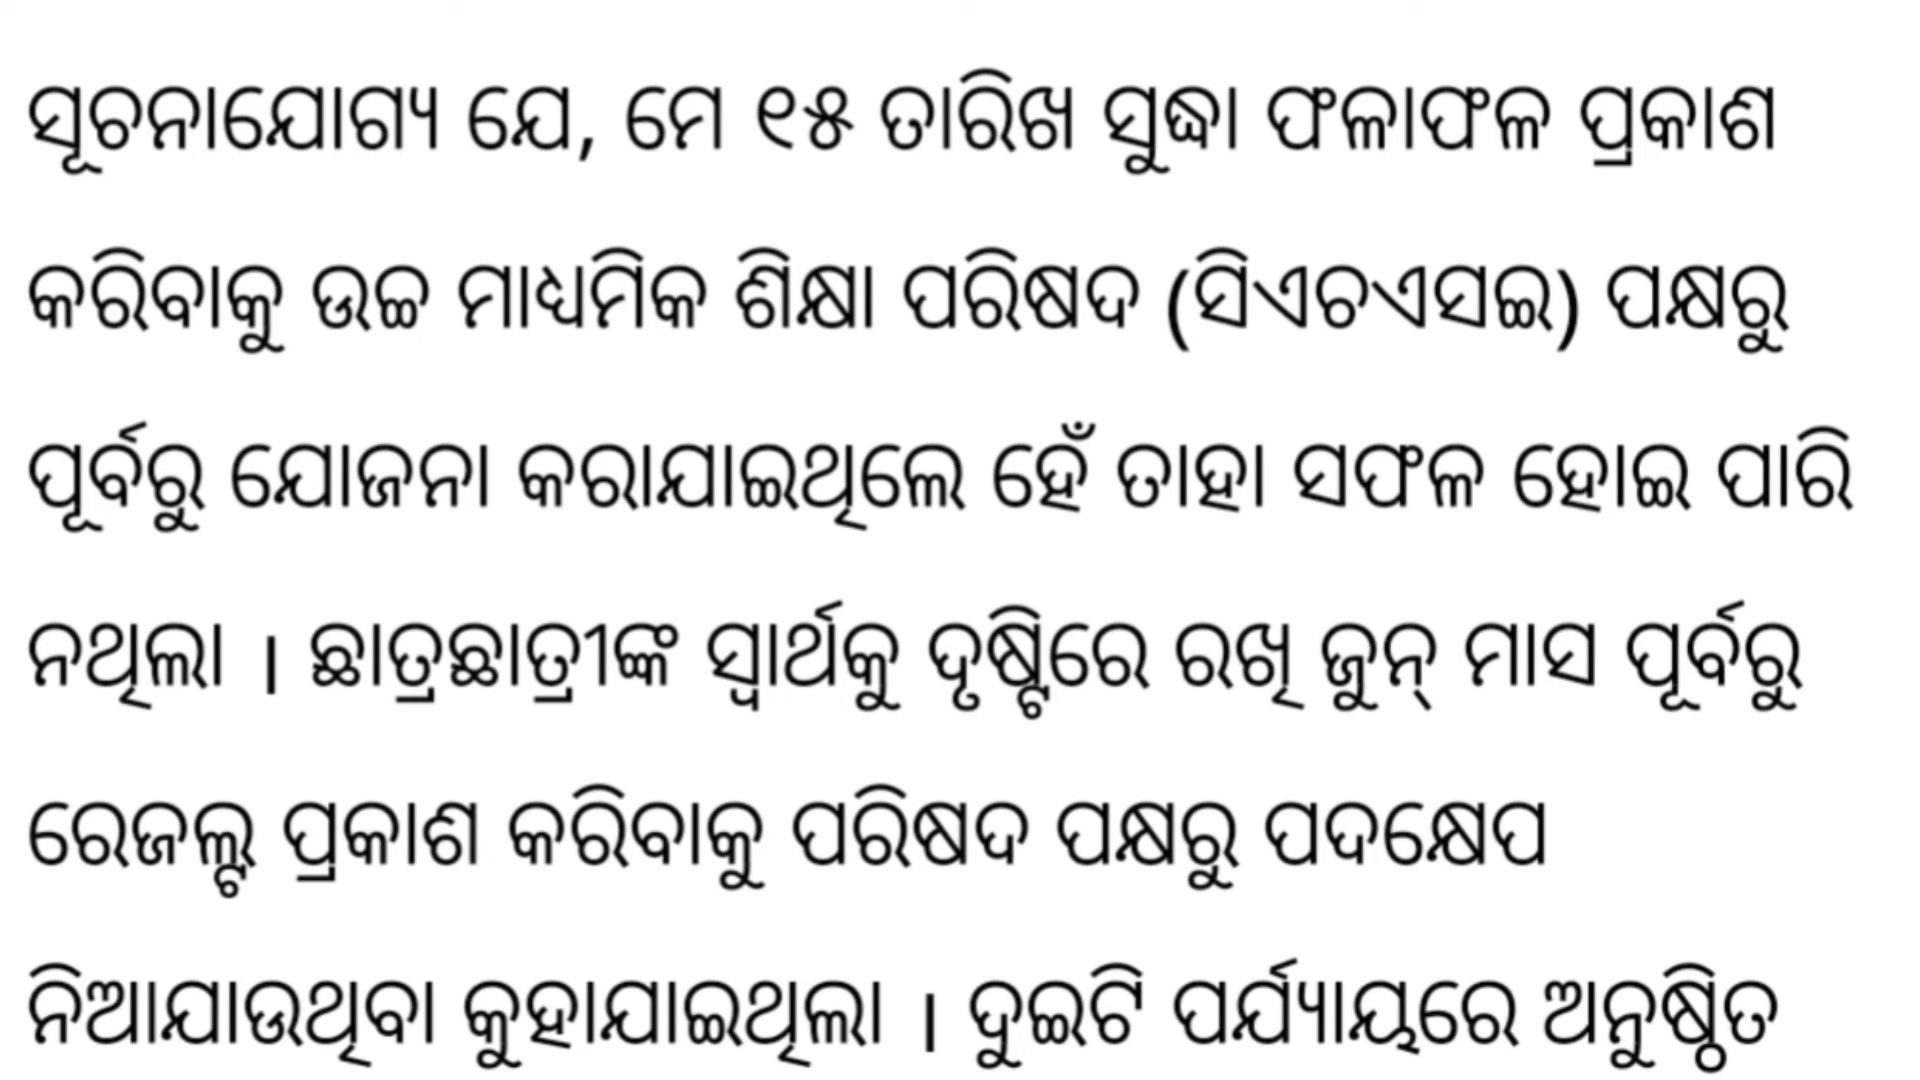 ସୂଚନାଯୋଗ୍ୟ ଯେ, ମେ ୧୫ ତାରିଖ ସୁଦ୍ଧା ଫଳାଫଳ ପ୍ରକାଶ
କରିବାକୁ ଉଚ୍ଚ ମାଧ୍ୟମିକ ଶିକ୍ଷା ପରିଷଦ (ସିଏଚଏସଇ) ପକ୍ଷରୁ
ପୂର୍ବରୁ ଯୋଜନା କରାଯାଇଥିଲେ ହେଁ ତାହା ସଫଳ ହୋଇ ପାରି
ନଥିଲା । ଛାତ୍ରଛାତ୍ରୀଙ୍କ ସ୍ୱାର୍ଥକୁ ଦୃଷ୍ଟିରେ ରଖି ଜୁନ୍ ମାସ ପୂର୍ବରୁ
ରେଜଲ୍ଟ ପ୍ରକାଶ କରିବାକୁ ପରିଷଦ ପକ୍ଷରୁ ପଦକ୍ଷେପ
ନିଆଯାଉଥିବା କୁହାଯାଇଥିଲା । ଦୁଇଟି ପର୍ଯ୍ୟାୟରେ ଅନୁଷ୍ଠିତ